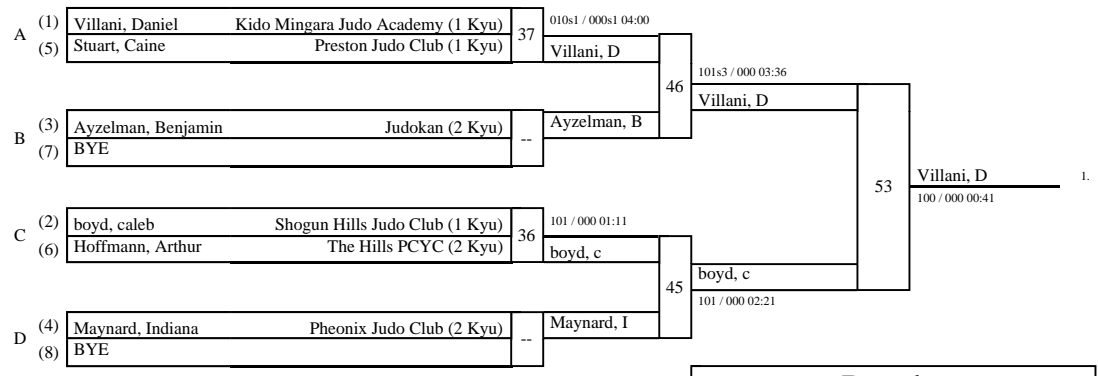 A (1) Villani, Daniel Kido Mingara Judo Academy (1 Kyu)
(5) Stuart, Caine Preston Judo Club (1 Kyu)
37
010s1 / 000s1 04:00
Villani, D
B (3) Ayzelman, Benjamin Judokan (2 Kyu)
(7) BYE
--
Ayzelman, B
46
101s3 / 000 03:36
Villani, D
C (2) boyd, caleb Shogun Hills Judo Club (1 Kyu)
(6) Hoffmann, Arthur The Hills PCYC (2 Kyu)
36
101 / 000 01:11
boyd, c
D (4) Maynard, Indiana Pheonix Judo Club (2 Kyu)
(8) BYE
--
Maynard, I
45
boyd, c
101 / 000 02:21
53
Villani, D 1.
100 / 000 00:41